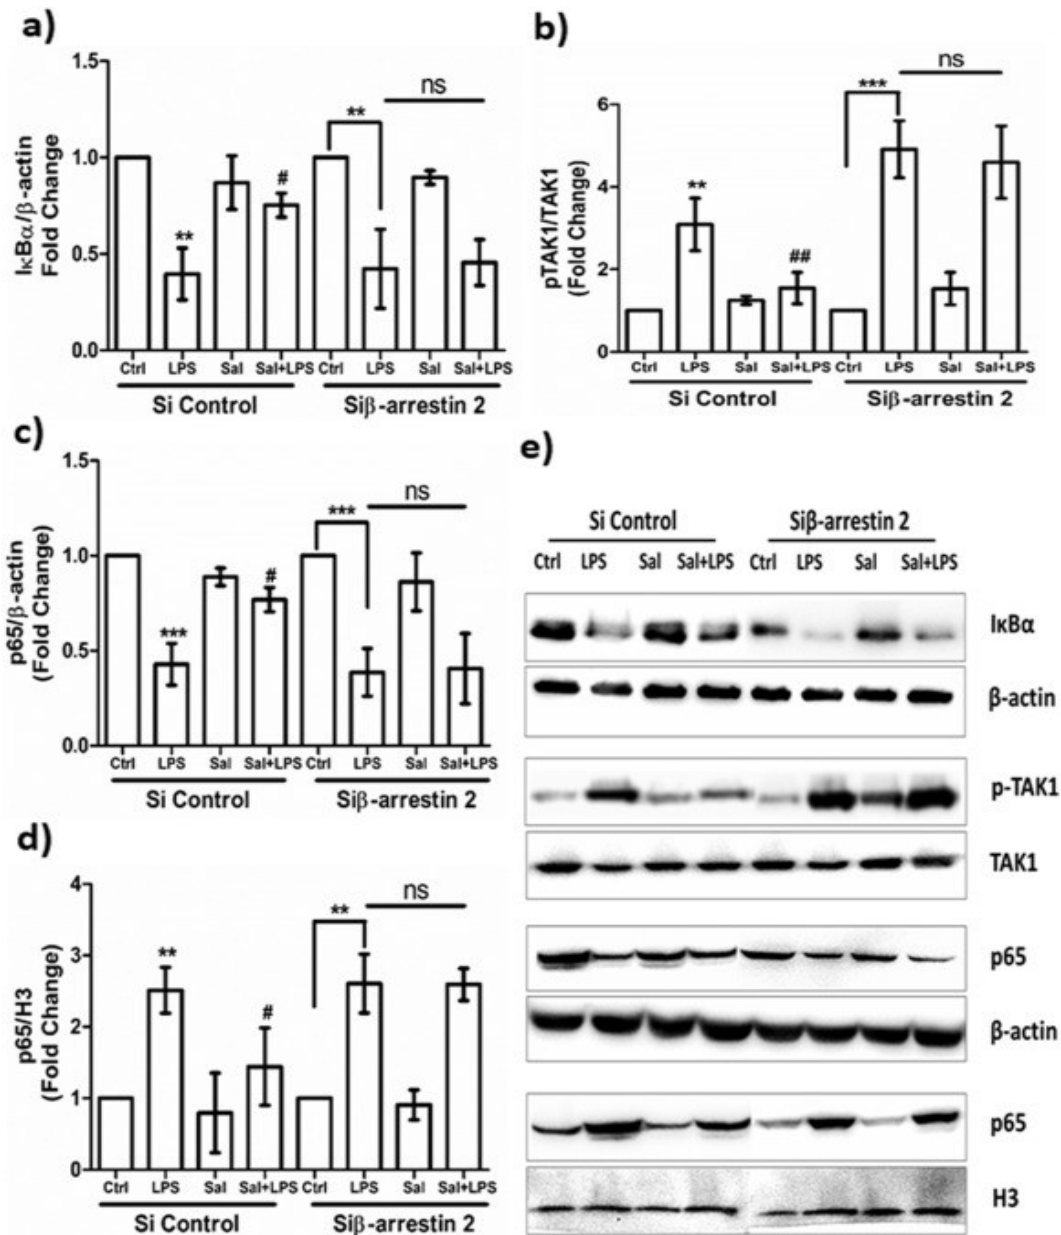 a)
1.5
1.0
0.5
0.0
IκBα/β-actin
Fold Change
**
#
**
ns
Ctrl LPS Sal Sal+LPS Ctrl LPS Sal Sal+LPS
Si Control Siβ-arrestin 2
b)
6
4
2
0
pTAK1/TAK1
(Fold Change)
**
##
***
ns
Ctrl LPS Sal Sal+LPS Ctrl LPS Sal Sal+LPS
Si Control Siβ-arrestin 2
c)
1.5
1.0
0.5
0.0
p65/β-actin
(Fold Change)
***
#
***
ns
Ctrl LPS Sal Sal+LPS Ctrl LPS Sal Sal+LPS
Si Control Siβ-arrestin 2
d)
4
3
2
1
0
p65/H3
(Fold Change)
**
#
**
ns
Ctrl LPS Sal Sal+LPS Ctrl LPS Sal Sal+LPS
Si Control Siβ-arrestin 2
e)
Si Control Siβ-arrestin 2
Ctrl LPS Sal Sal+LPS Ctrl LPS Sal Sal+LPS
IκBα
β-actin
p-TAK1
TAK1
p65
β-actin
p65
H3